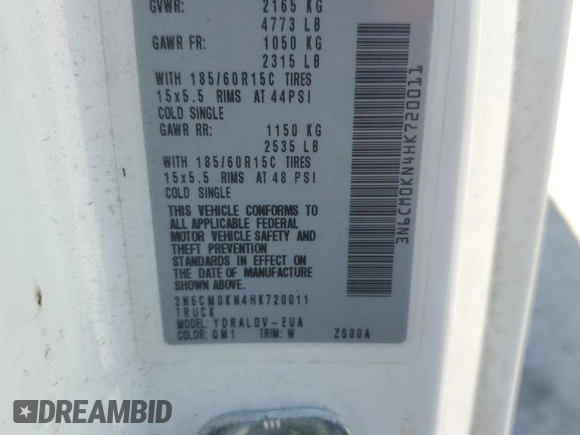 GVWR: 2165 KG
4773 LB
GAWR FR: 1050 KG
2315 LB
WITH 185/60R15C TIRES
15x5.5 RIMS AT 44PSI
COLD SINGLE
GAWR RR: 1150 KG
2535 LB
WITH 185/60R15C TIRES
15x5.5 RIMS AT 48 PSI
COLD SINGLE
THIS VEHICLE CONFORMS TO
ALL APPLICABLE FEDERAL
MOTOR VEHICLE SAFETY AND
THEFT PREVENTION
STANDARDS IN EFFECT
ON THE DATE OF MANUFACTURE
SHOWN ABOVE.
3N6CM0KN4HK720011
TRUCK
MODEL: YDRALDV-EUA
COLOR: QM1 TRIM: W ZS00A
3N6CM0KN4HK720011
DREAMBID